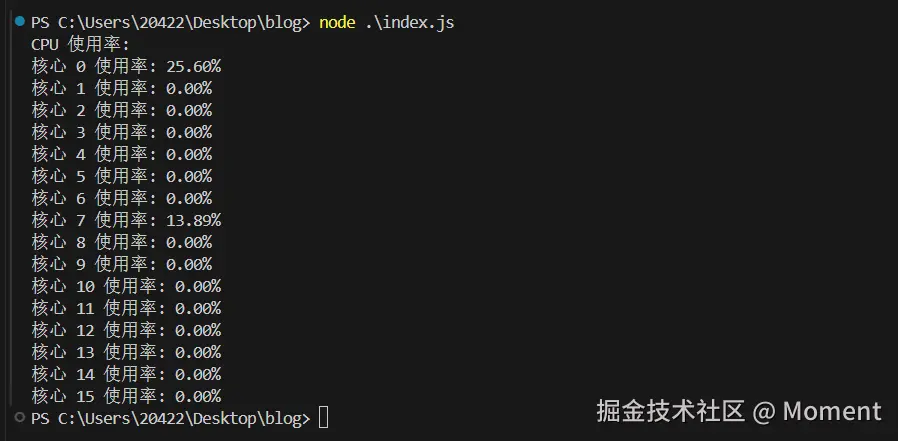 PS C:\Users\20422\Desktop\blog> node .\index.js
CPU 使用率:
核心 0 使用率: 25.60%
核心 1 使用率: 0.00%
核心 2 使用率: 0.00%
核心 3 使用率: 0.00%
核心 4 使用率: 0.00%
核心 5 使用率: 0.00%
核心 6 使用率: 0.00%
核心 7 使用率: 13.89%
核心 8 使用率: 0.00%
核心 9 使用率: 0.00%
核心 10 使用率: 0.00%
核心 11 使用率: 0.00%
核心 12 使用率: 0.00%
核心 13 使用率: 0.00%
核心 14 使用率: 0.00%
核心 15 使用率: 0.00%
PS C:\Users\20422\Desktop\blog>
掘金技术社区 @ Moment